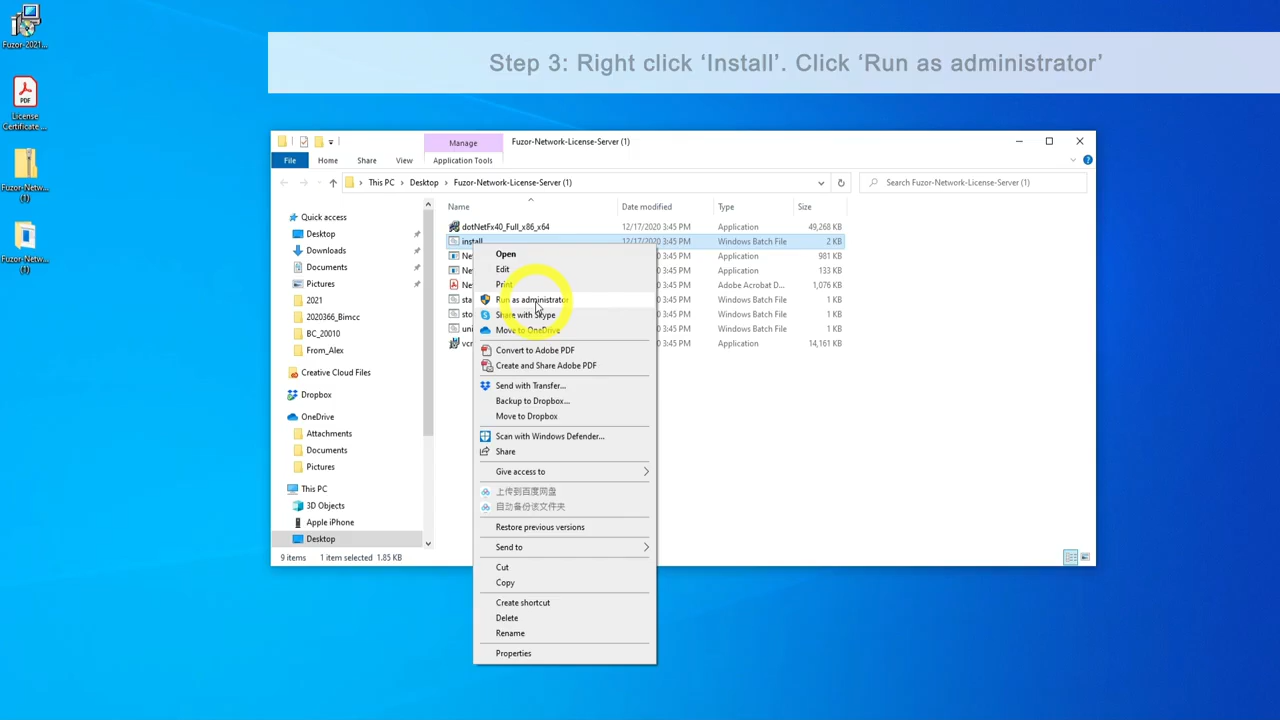 Step 3: Right click ‘Install’. Click ‘Run as administrator’
Fuzor-2021...
License
Certificate ...
Fuzor-Netw...
(1)
Fuzor-Netw...
(1)
Manage
Fuzor-Network-License-Server (1)
File
Home
Share
View
Application Tools
This PC
Desktop
Fuzor-Network-License-Server (1)
Search Fuzor-Network-License-Server (1)
Quick access
Desktop
Downloads
Documents
Pictures
2021
2020366_Bimcc
BC_20010
From_Alex
Creative Cloud Files
Dropbox
OneDrive
Attachments
Documents
Pictures
This PC
3D Objects
Apple iPhone
Desktop
Name
Date modified
Type
Size
dotNetFx40_Full_x86_x64 12/17/2020 3:45 PM Application 49,268 KB
install 12/17/2020 3:45 PM Windows Batch File 2 KB
Ne 3:45 PM Application 981 KB
Ne 3:45 PM Application 133 KB
Ne 3:45 PM Adobe Acrobat D... 1,076 KB
sta 3:45 PM Windows Batch File 1 KB
sto 3:45 PM Windows Batch File 1 KB
uni 3:45 PM Windows Batch File 1 KB
vcr 3:45 PM Application 14,161 KB
Open
Edit
Print
Run as administrator
Share with Skype
Move to OneDrive
Convert to Adobe PDF
Create and Share Adobe PDF
Send with Transfer...
Backup to Dropbox...
Move to Dropbox
Scan with Windows Defender...
Share
Give access to
上传到百度网盘
自动备份该文件夹
Restore previous versions
Send to
Cut
Copy
Create shortcut
Delete
Rename
Properties
9 items
1 item selected 1.85 KB